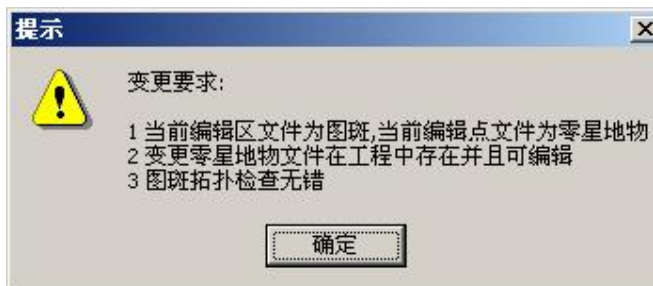 提示
变更要求:
1 当前编辑区文件为图斑,当前编辑点文件为零星地物
2 变更零星地物文件在工程中存在并且可编辑
3 图斑拓扑检查无错
确定